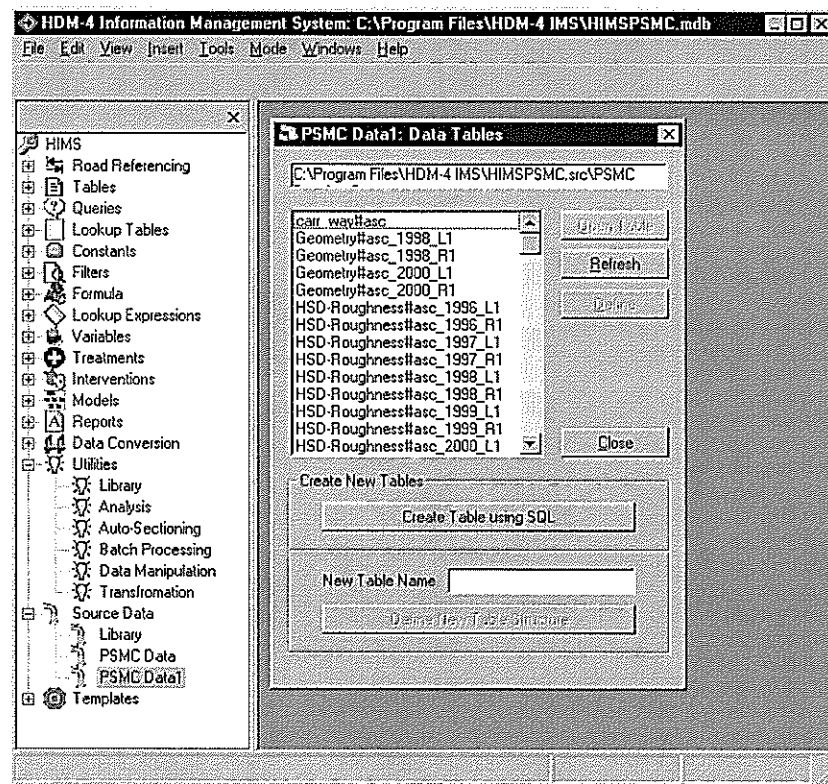 HDM-4 Information Management System: C:\Program Files\HDM-4 IMS\HIMSPSMC.mdb
File Edit View Insert Tools Mode Windows Help
HIMS
Road Referencing
Tables
Queries
Lookup Tables
Constants
Filters
Formula
Lookup Expressions
Variables
Treatments
Interventions
Models
Reports
Data Conversion
Utilities
Library
Analysis
Auto-Sectioning
Batch Processing
Data Manipulation
Transfromation
Source Data
Library
PSMC Data
PSMC Data1
Templates
PSMC Data1: Data Tables
C:\Program Files\HDM-4 IMS\HIMSPSMC.src\PSMC
carr_way#asc
Geometry#asc_1998_L1
Geometry#asc_1998_R1
Geometry#asc_2000_L1
Geometry#asc_2000_R1
HSD-Roughness#asc_1996_L1
HSD-Roughness#asc_1996_R1
HSD-Roughness#asc_1997_L1
HSD-Roughness#asc_1997_R1
HSD-Roughness#asc_1998_L1
HSD-Roughness#asc_1998_R1
HSD-Roughness#asc_1999_L1
HSD-Roughness#asc_1999_R1
HSD-Roughness#asc_2000_L1
Open Table
Refresh
Define
Close
Create New Tables
Create Table using SQL
New Table Name
Define New Table Structure